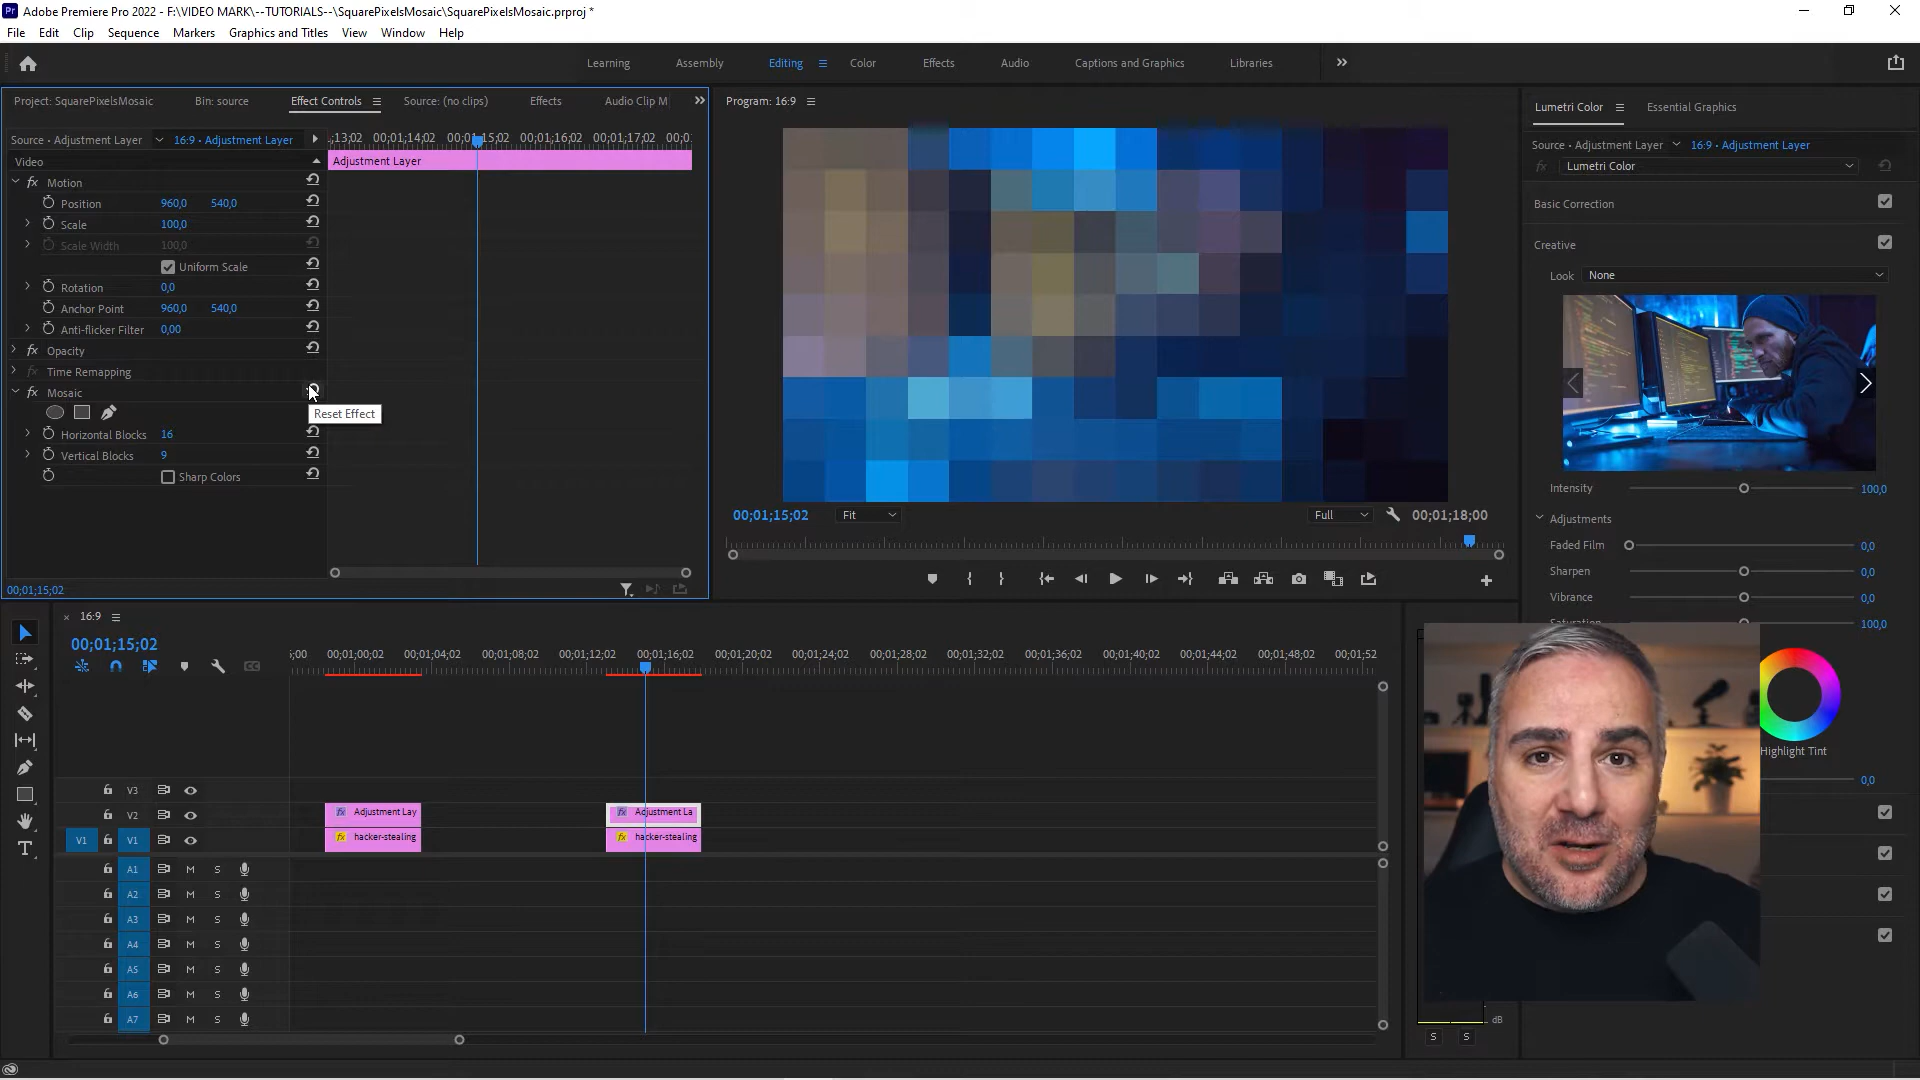 Pr Adobe Premiere Pro 2022 - F:\VIDEO MARK\--TUTORIALS--\SquarePixelsMosaic\SquarePixelsMosaic.prproj *
File Edit Clip Sequence Markers Graphics and Titles View Window Help
Learning Assembly Editing Color Effects Audio Captions and Graphics Libraries
Project: SquarePixelsMosaic Bin: source Effect Controls Source: (no clips) Effects Audio Clip M
Source • Adjustment Layer 16:9 • Adjustment Layer
;13;02 00;01;14;02 00;01;15;02 00;01;16;02 00;01;17;02 00;0
Video
Adjustment Layer
fx Motion
Position 960,0 540,0
Scale 100,0
Scale Width 100,0
Uniform Scale
Rotation 0,0
Anchor Point 960,0 540,0
Anti-flicker Filter 0,00
fx Opacity
fx Time Remapping
fx Mosaic
Reset Effect
Horizontal Blocks 16
Vertical Blocks 9
Sharp Colors
00;01;15;02
Program: 16:9
00;01;15;02 Fit Full 00;01;18;00
Lumetri Color Essential Graphics
Source • Adjustment Layer 16:9 • Adjustment Layer
fx Lumetri Color
Basic Correction
Creative
Look None
Intensity 100,0
Adjustments
Faded Film 0,0
Sharpen 0,0
Vibrance 0,0
Saturation 100,0
Highlight Tint
0,0
16:9
00;01;15;02
;00 00;01;00;02 00;01;04;02 00;01;08;02 00;01;12;02 00;01;16;02 00;01;20;02 00;01;24;02 00;01;28;02 00;01;32;02 00;01;36;02 00;01;40;02 00;01;44;02 00;01;48;02 00;01;52
V3
V2
fx Adjustment Lay
fx Adjustment La
V1 V1
fx hacker-stealing
fx hacker-stealing
A1 M S
A2 M S
A3 M S
A4 M S
A5 M S
A6 M S
A7 M S
dB
S S